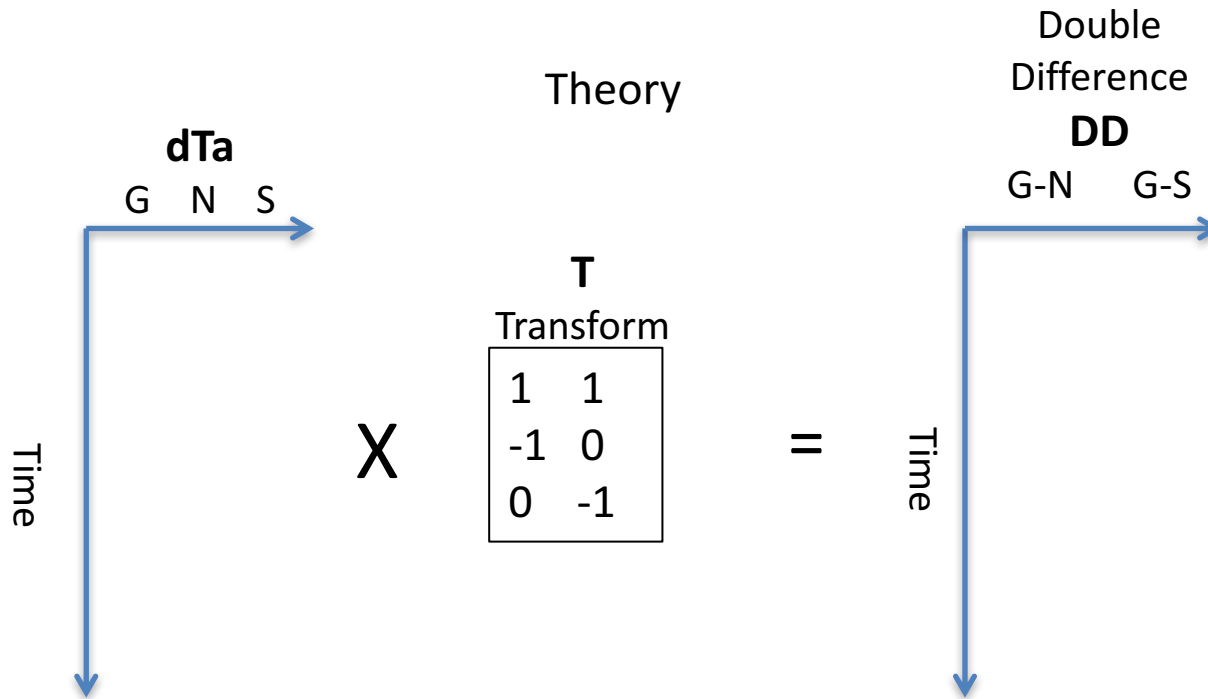 Theory
dTa
G N S
Time
X
T
Transform
1 1
-1 0
0 -1
=
Double
Difference
DD
G-N G-S
Time